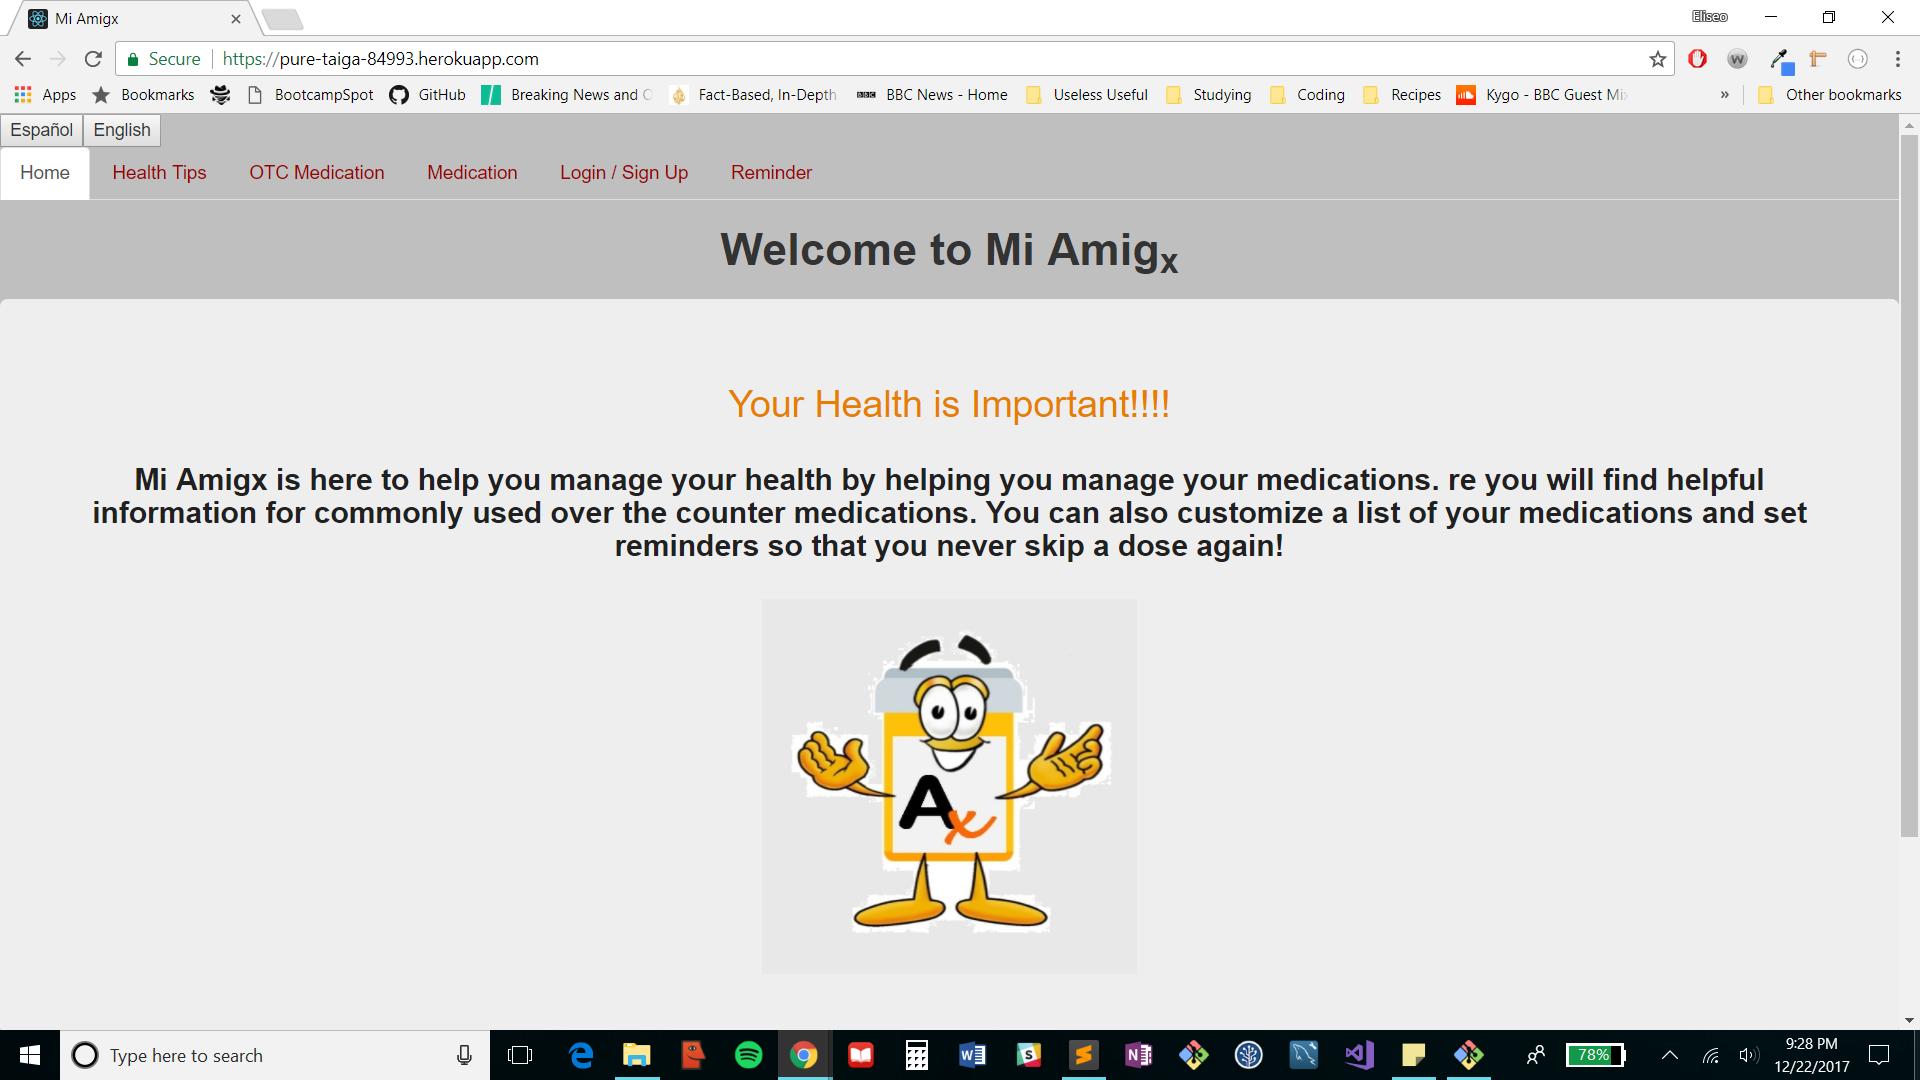 Mi Amigx
Eliseo
Secure
https://pure-taiga-84993.herokuapp.com
Apps Bookmarks BootcampSpot GitHub Breaking News and Fact-Based, In-Depth BBC BBC News - Home Useless Useful Studying Coding Recipes Kygo - BBC Guest Mix » Other bookmarks
Español English
Home Health Tips OTC Medication Medication Login / Sign Up Reminder
Welcome to Mi Amigx
Your Health is Important!!!!
Mi Amigx is here to help you manage your health by helping you manage your medications. re you will find helpful
information for commonly used over the counter medications. You can also customize a list of your medications and set
reminders so that you never skip a dose again!
Ax
Type here to search
78%
9:28 PM
12/22/2017